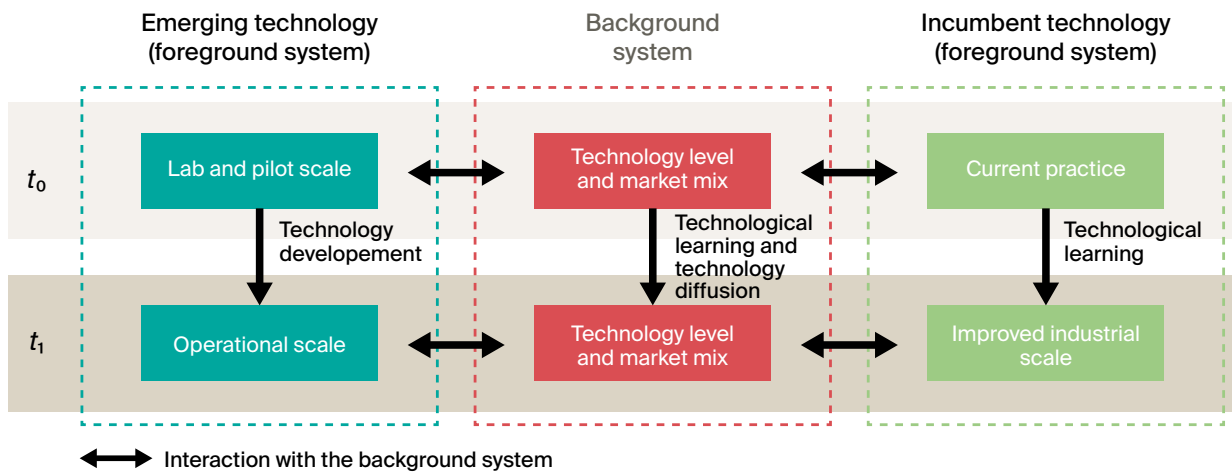 Emerging technology
(foreground system)
Background
system
Incumbent technology
(foreground system)
t0
Lab and pilot scale
Technology level
and market mix
Current practice
Technology
developement
Technological
learning and
technology
diffusion
Technological
learning
t1
Operational scale
Technology level
and market mix
Improved industrial
scale
Interaction with the background system